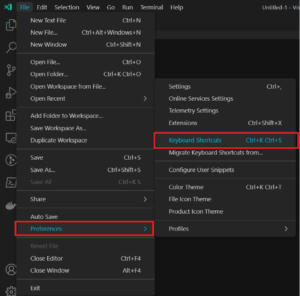 File Edit Selection View Go Run Terminal Help
Untitled-1
New Text File Ctrl+N
New File... Ctrl+Alt+Windows+N
New Window Ctrl+Shift+N
Open File... Ctrl+O
Open Folder... Ctrl+K Ctrl+O
Open Workspace from File...
Open Recent
Add Folder to Workspace...
Save Workspace As...
Duplicate Workspace
Save Ctrl+S
Save As... Ctrl+Shift+S
Save All Ctrl+K S
Share
Auto Save
Preferences
Revert File
Close Editor Ctrl+F4
Close Window Alt+F4
Exit
Settings Ctrl+,
Online Services Settings
Telemetry Settings
Extensions Ctrl+Shift+X
Keyboard Shortcuts Ctrl+K Ctrl+S
Migrate Keyboard Shortcuts from...
Configure User Snippets
Color Theme Ctrl+K Ctrl+T
File Icon Theme
Product Icon Theme
Profiles